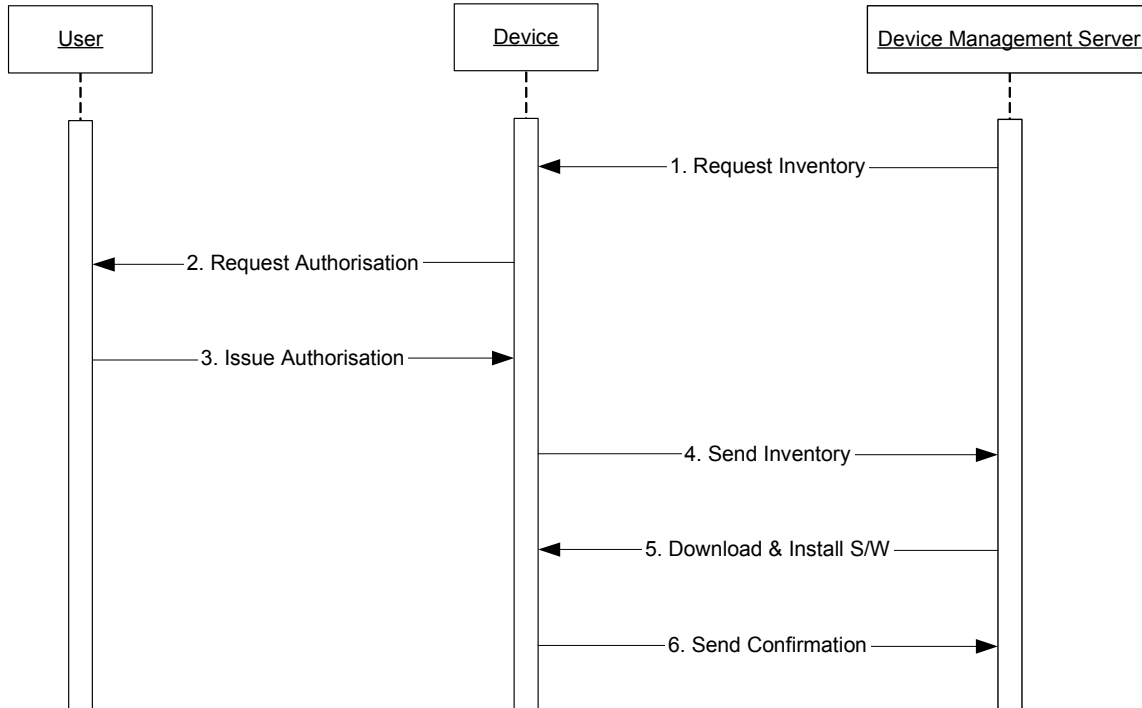 User
Device
Device Management Server
1. Request Inventory
2. Request Authorisation
3. Issue Authorisation
4. Send Inventory
5. Download & Install S/W
6. Send Confirmation